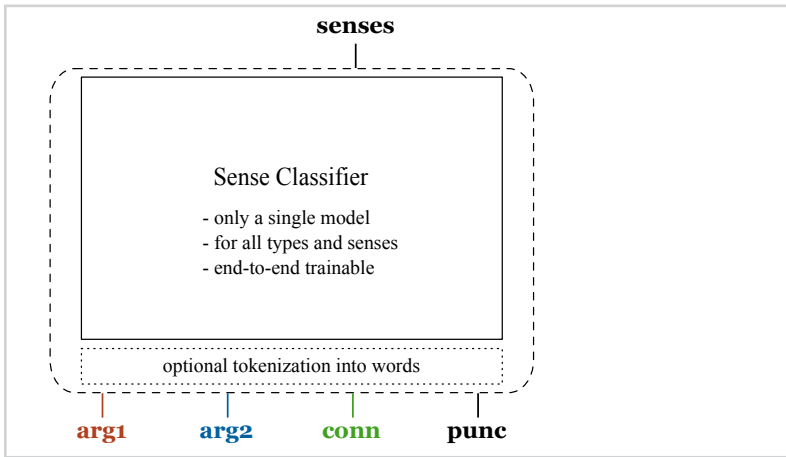 senses
Sense Classifier
- only a single model
- for all types and senses
- end-to-end trainable
optional tokenization into words
arg1 arg2 conn punc